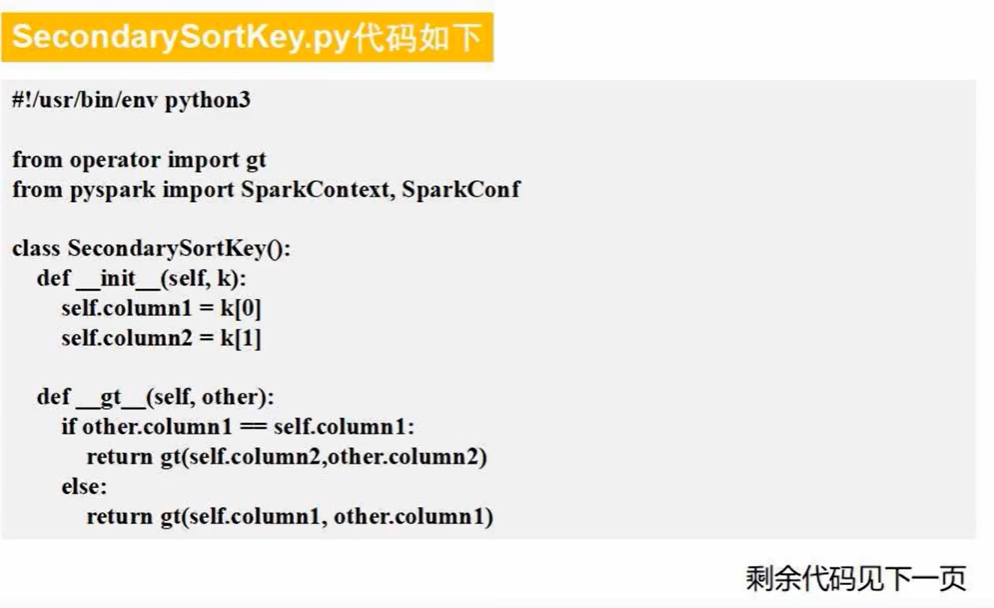 SecondarySortKey.py代码如下
#!/usr/bin/env python3
from operator import gt
from pyspark import SparkContext, SparkConf
class SecondarySortKey():
def __init__(self, k):
self.column1 = k[0]
self.column2 = k[1]
def __gt__(self, other):
if other.column1 == self.column1:
return gt(self.column2,other.column2)
else:
return gt(self.column1, other.column1)
剩余代码见下一页